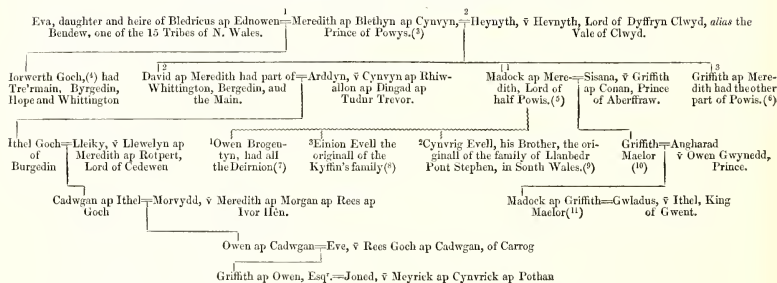 1 2
Eva, daughter and heire of Bledricus ap Ednowen=Meredith ap Blethyn ap Cynvyn,=Heynyth, ṽ Hevnyth, Lord of Dyffryn Clwyd, alias the
Bendew, one of the 15 Tribes of N. Wales. Prince of Powys.(³) Vale of Clwyd.
2 1 3
Iorwerth Goch,(⁴) had David ap Meredith had part of=Arddyn, ṽ Cynvyn ap Rhiw- Madock ap Mere-=Sisana, ṽ Griffith Griffith ap Mere-
Tre'rmain, Byrgedin, Whittington, Bergedin, and allon ap Dingad ap dith, Lord of ap Conan, Prince dith had the other
Hope and Whittington the Main. Tudur Trevor. half Powis.(⁵) of Aberffraw. part of Powis.(⁶)
Ithel Goch=Lleiky, ṽ Llewelyn ap ¹Owen Brogen- ³Einion Evell the ²Cynvrig Evell, his Brother, the ori- Griffith=Angharad
of Meredith ap Rotpert, tyn, had all originall of the ginall of the family of Llanbedr Maelor ṽ Owen Gwynedd,
Burgedin Lord of Cedewen the Deirnion(⁷) Kyffin's family(⁸) Pont Stephen, in South Wales.(⁹) (¹⁰) Prince.
Cadwgan ap Ithel=Morvydd, ṽ Meredith ap Morgan ap Rees ap Madock ap Griffith=Gwladus, ṽ Ithel, King
Goch Ivor Hên. Maelor(¹¹) of Gwent.
Owen ap Cadwgan=Eve, ṽ Rees Goch ap Cadwgan, of Carrog
Griffith ap Owen, Esqʳ.=Joned, ṽ Meyrick ap Cynvrick ap Pothan